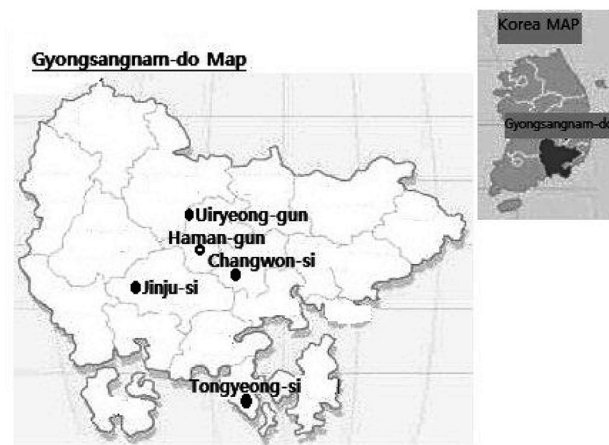 Gyongsangnam-do Map
Korea MAP
Gyongsangnam-do
Uiryeong-gun
Haman-gun
Changwon-si
Jinju-si
Tongyeong-si